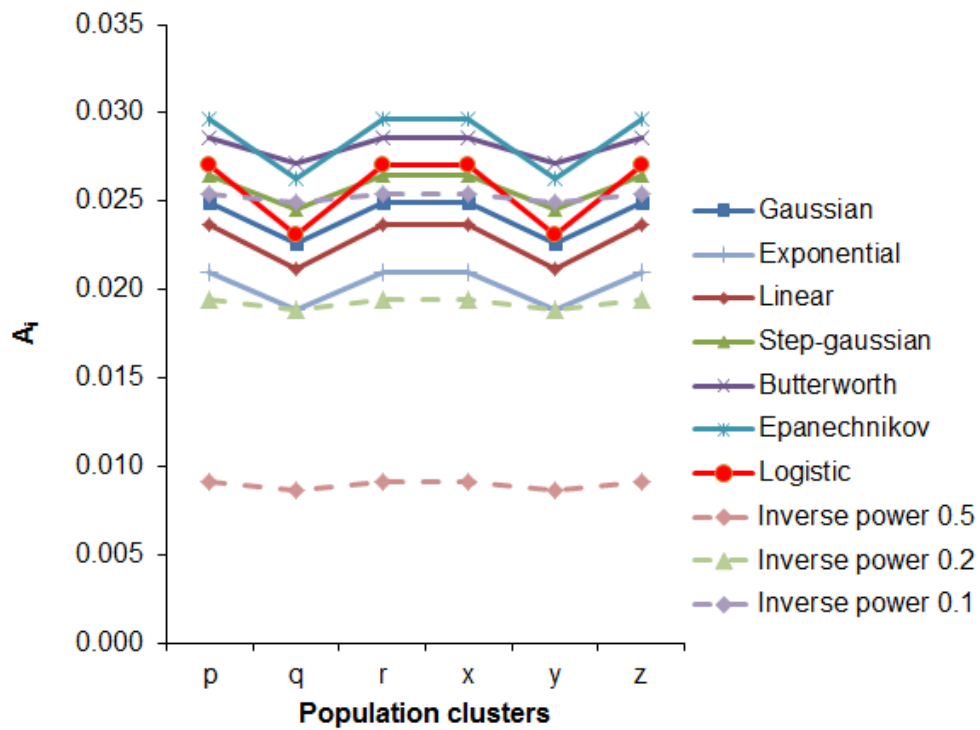 0.035
0.030
0.025
0.020
0.015
0.010
0.005
0.000
Aᵢ
p q r x y z
Population clusters
Gaussian
Exponential
Linear
Step-gaussian
Butterworth
Epanechnikov
Logistic
Inverse power 0.5
Inverse power 0.2
Inverse power 0.1